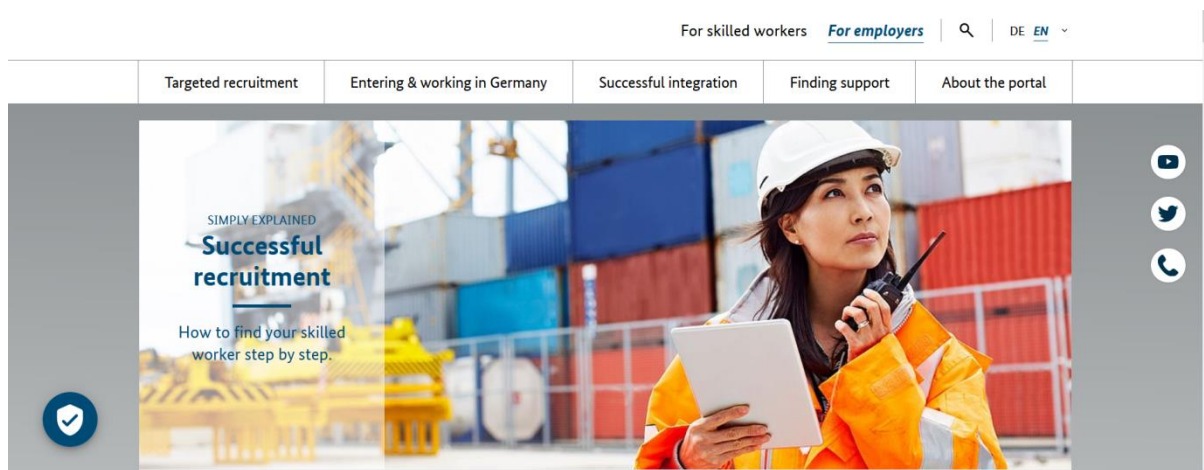 For skilled workers For employers DE EN
Targeted recruitment Entering & working in Germany Successful integration Finding support About the portal
SIMPLY EXPLAINED
Successful
recruitment
How to find your skilled
worker step by step.